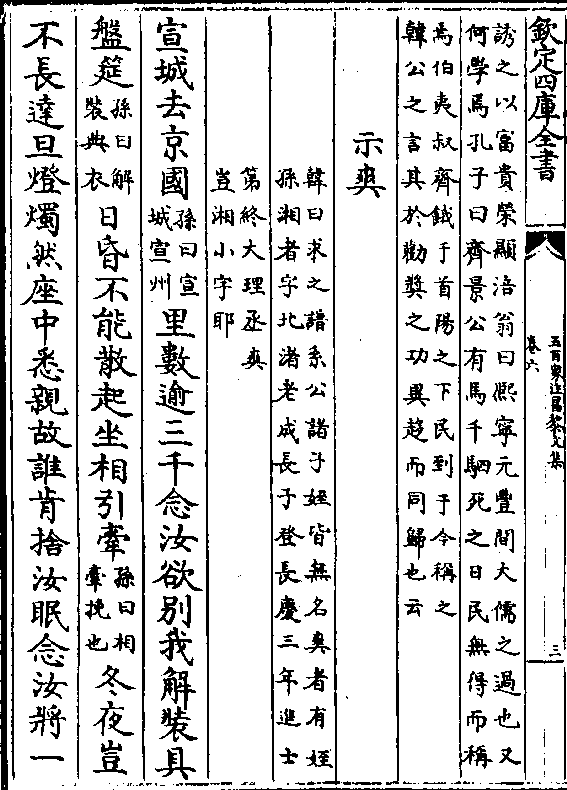 欽定四庫全書
五百家注昌黎文集
卷六
三
誘之以富貴榮顯涪翁曰熙寧元豐間大儒之過也又
何學焉孔子曰齊景公有馬千駟死之日民無得而稱
焉伯夷叔齊餓于首陽之下民到于今稱之
韓公之言其於勸奬之功異趍而同歸也云
示爽
韓曰求之譜系公諸子姪皆無名爽者有姪
孫湘者字北渚老成長子登長慶三年進士
第終大理丞爽
豈湘小字耶
宣城去京國孫曰宣
城宣州里數逾三千念汝欲别我解裝具
盤筵孫曰解
裝典衣日昏不能散起坐相引牽孫曰相
牽挽也冬夜豈
不長達旦燈燭然座中悉親故誰肯捨汝眠念汝將一